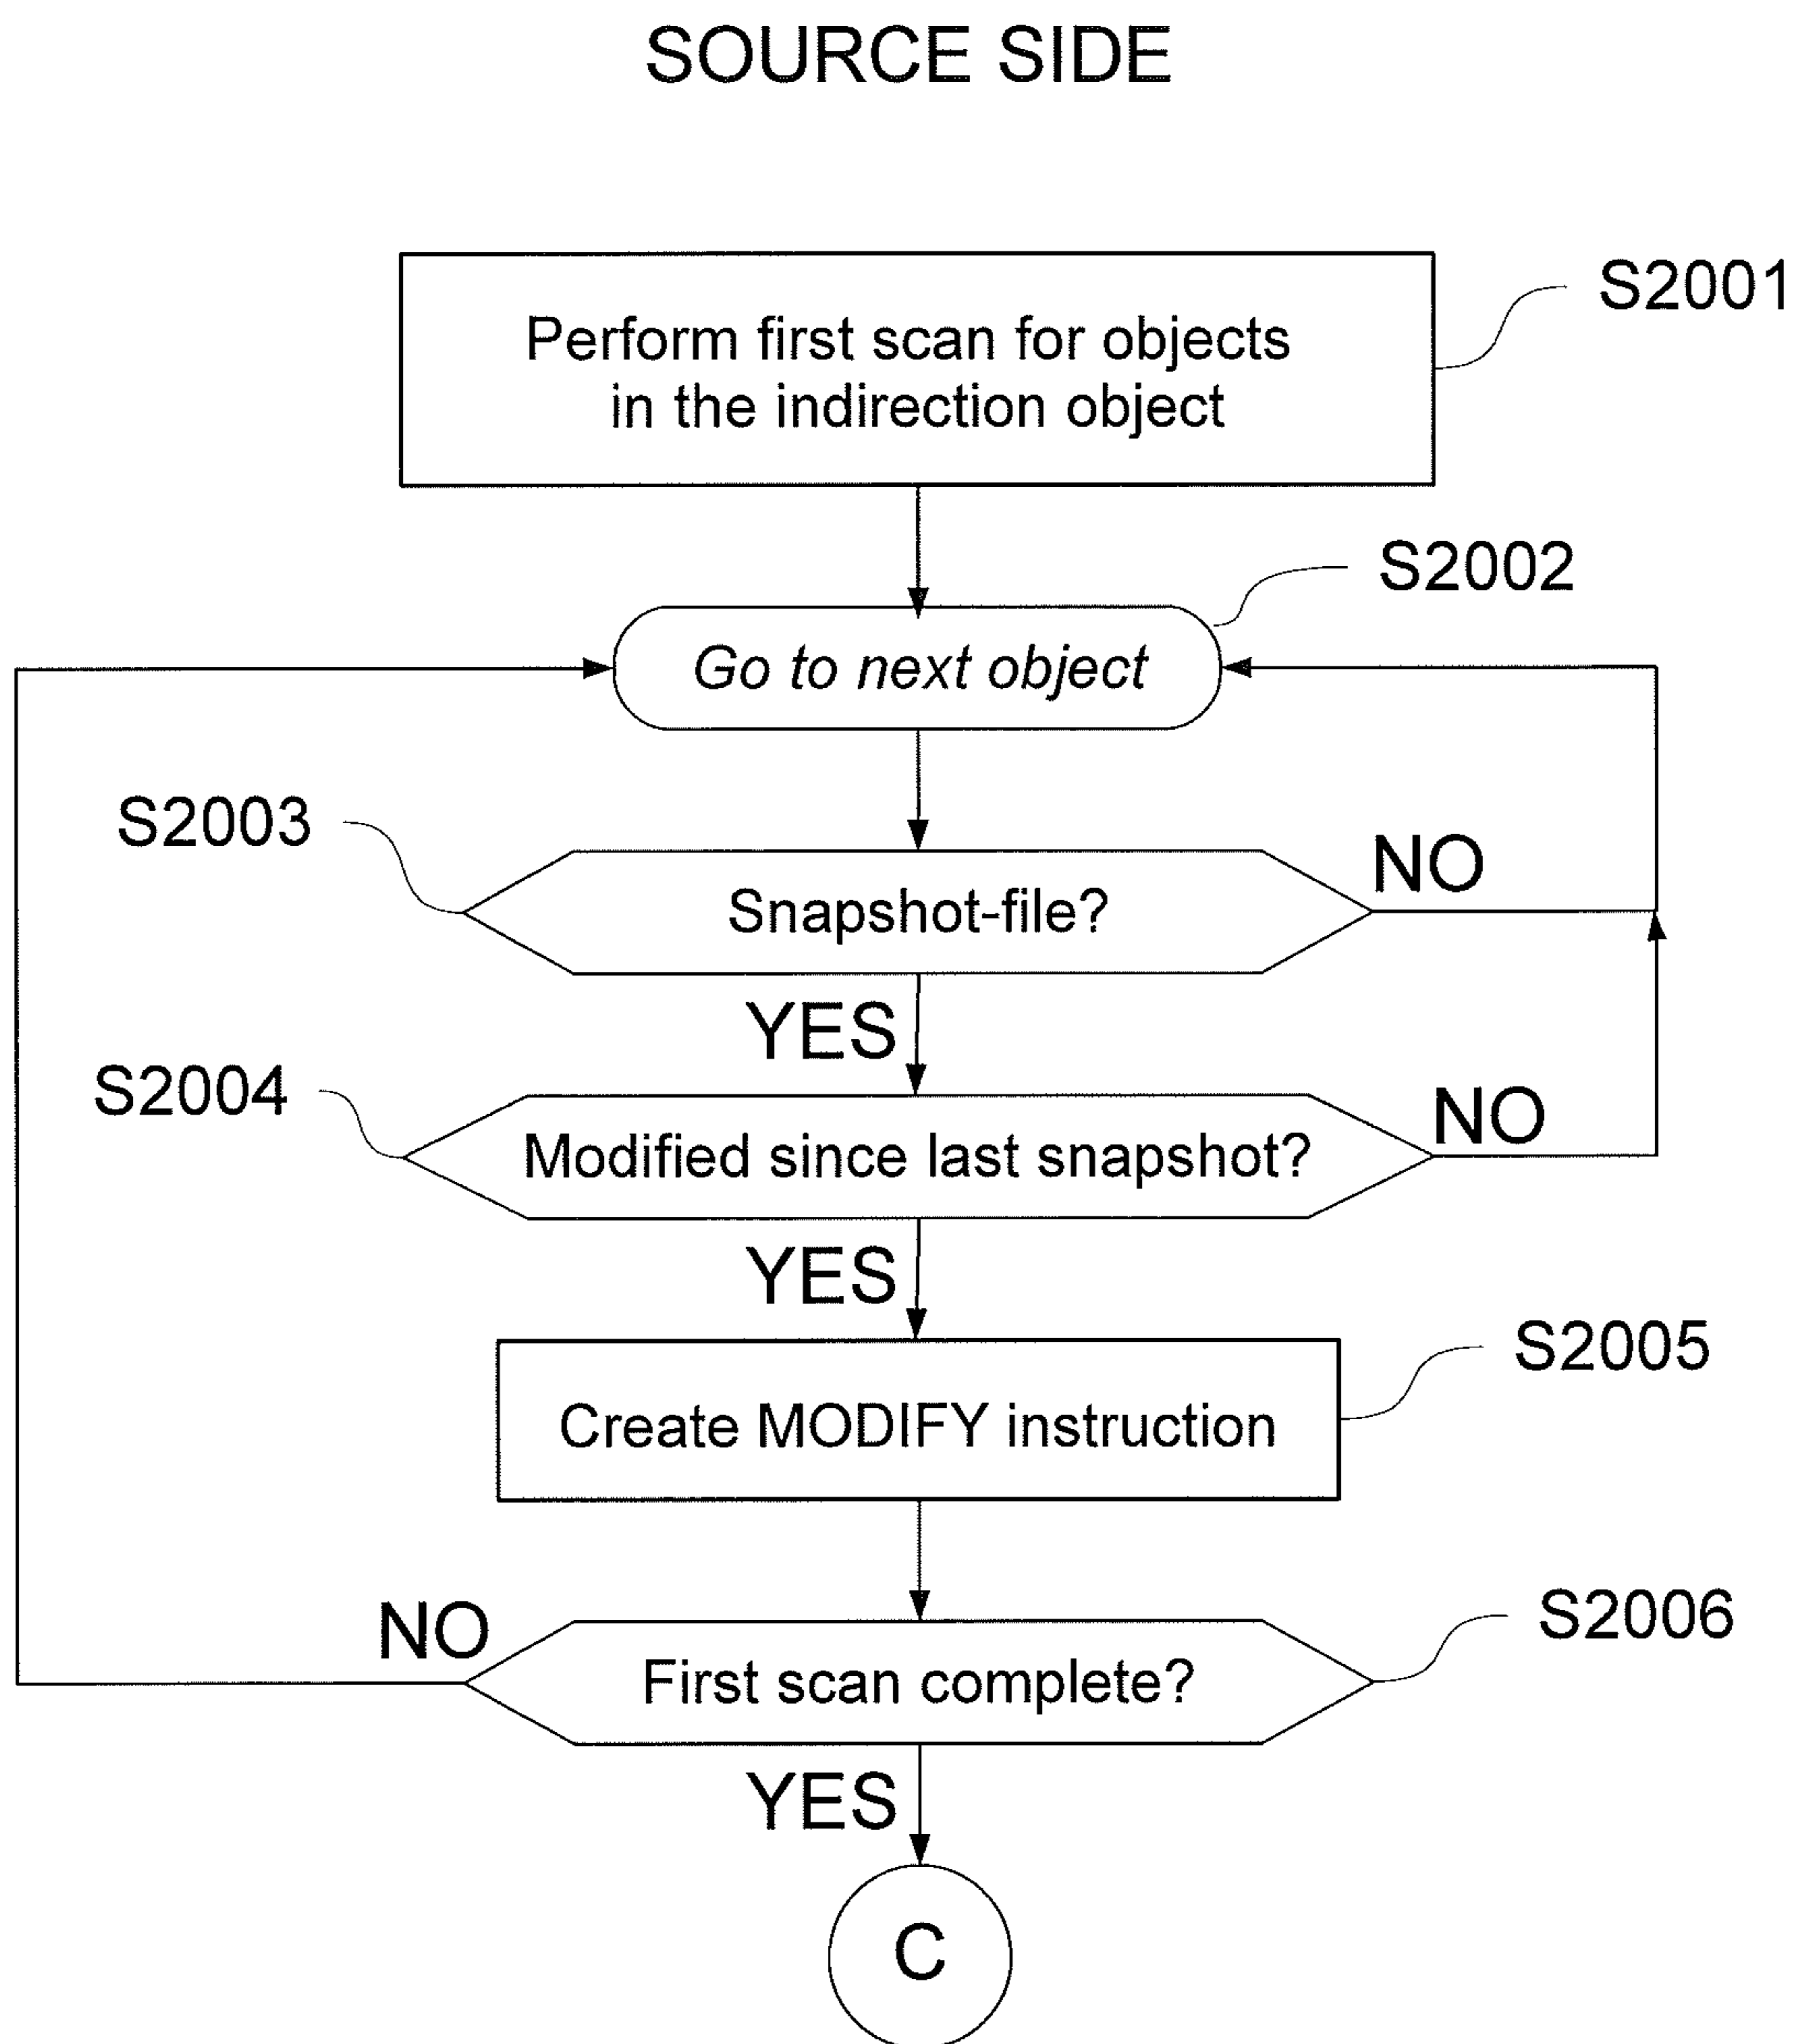 SOURCE SIDE
S2001
Perform first scan for objects
in the indirection object
S2002
Go to next object
S2003
NO
Snapshot-file?
YES
S2004
NO
Modified since last snapshot?
YES
S2005
Create MODIFY instruction
S2006
NO
First scan complete?
YES
C